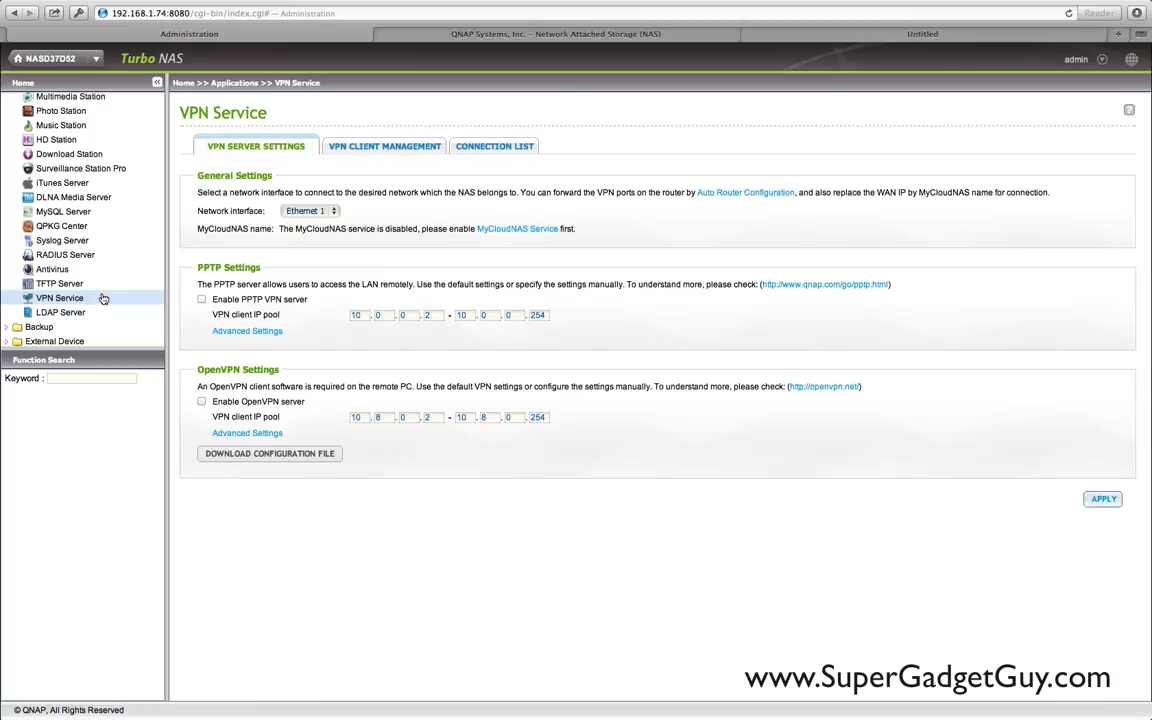 192.168.1.74:8080/cgi-bin/index.cgi# — Administration
Reader
Administration
QNAP Systems, Inc. - Network Attached Storage (NAS)
Untitled
NASD37D52
Turbo NAS
admin
Home
Home >> Applications >> VPN Service
Multimedia Station
Photo Station
Music Station
HD Station
Download Station
Surveillance Station Pro
iTunes Server
DLNA Media Server
MySQL Server
QPKG Center
Syslog Server
RADIUS Server
Antivirus
TFTP Server
VPN Service
LDAP Server
Backup
External Device
Function Search
Keyword :
VPN Service
VPN SERVER SETTINGS
VPN CLIENT MANAGEMENT
CONNECTION LIST
General Settings
Select a network interface to connect to the desired network which the NAS belongs to. You can forward the VPN ports on the router by Auto Router Configuration, and also replace the WAN IP by MyCloudNAS name for connection.
Network interface: Ethernet 1
MyCloudNAS name: The MyCloudNAS service is disabled, please enable MyCloudNAS Service first.
PPTP Settings
The PPTP server allows users to access the LAN remotely. Use the default settings or specify the settings manually. To understand more, please check: (http://www.qnap.com/go/pptp.html)
Enable PPTP VPN server
VPN client IP pool 10 . 0 . 0 . 2 - 10 . 0 . 0 . 254
Advanced Settings
OpenVPN Settings
An OpenVPN client software is required on the remote PC. Use the default VPN settings or configure the settings manually. To understand more, please check: (http://openvpn.net/)
Enable OpenVPN server
VPN client IP pool 10 . 8 . 0 . 2 - 10 . 8 . 0 . 254
Advanced Settings
DOWNLOAD CONFIGURATION FILE
APPLY
www.SuperGadgetGuy.com
© QNAP, All Rights Reserved